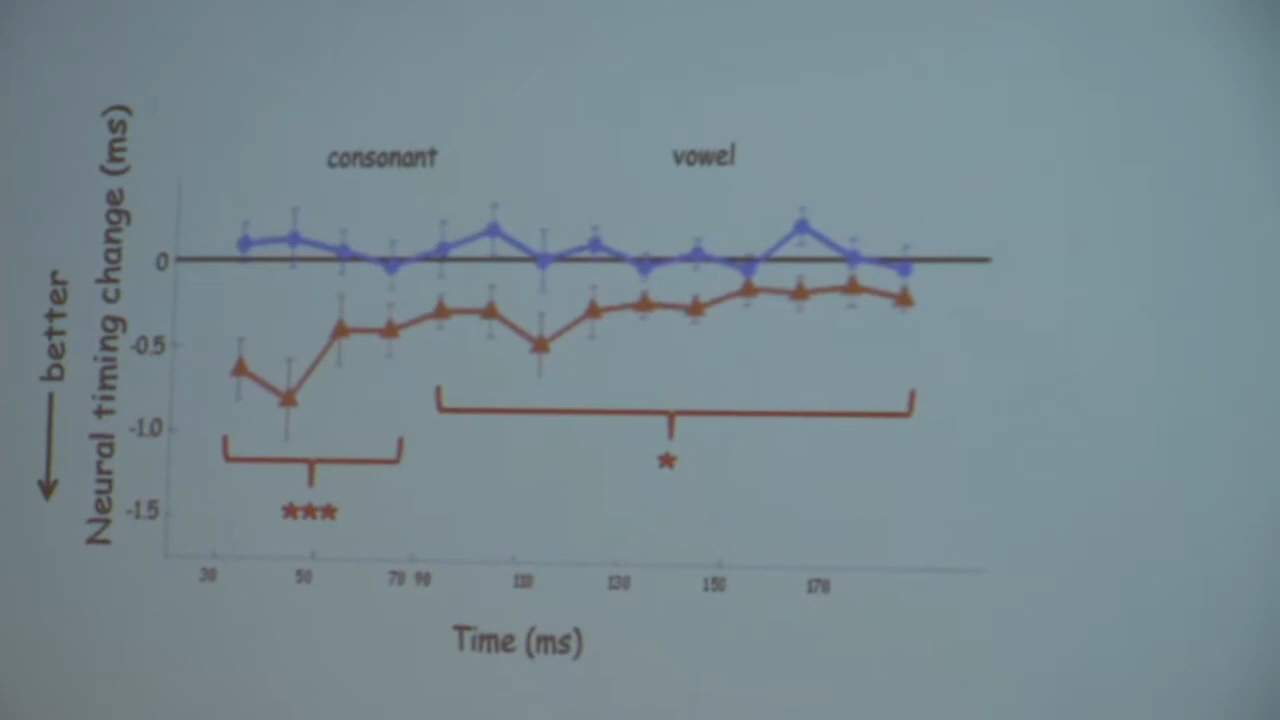 consonant
vowel
better
Neural timing change (ms)
0
-0.5
-1.0
-1.5
***
*
30 50 70 90 110 130 150 170
Time (ms)